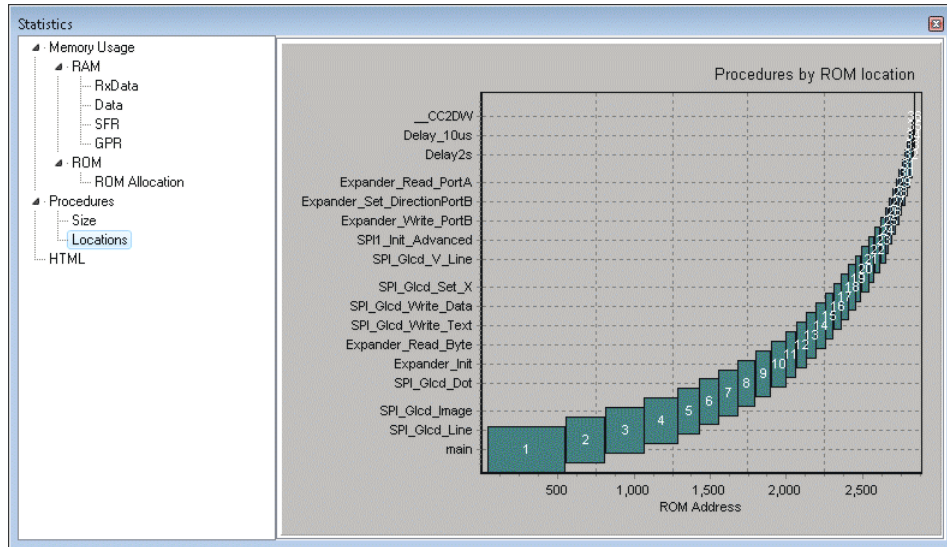 Statistics
Memory Usage
RAM
RxData
Data
SFR
GPR
ROM
ROM Allocation
Procedures
Size
Locations
HTML
Procedures by ROM location
__CC2DW
Delay_10us
Delay2s
Expander_Read_PortA
Expander_Set_DirectionPortB
Expander_Write_PortB
SPI1_Init_Advanced
SPI_Glcd_V_Line
SPI_Glcd_Set_X
SPI_Glcd_Write_Data
SPI_Glcd_Write_Text
Expander_Read_Byte
Expander_Init
SPI_Glcd_Dot
SPI_Glcd_Image
SPI_Glcd_Line
main
1
2
3
4
5
6
7
8
9
10
11
12
13
14
15
16
17
18
19
20
500 1,000 1,500 2,000 2,500
ROM Address